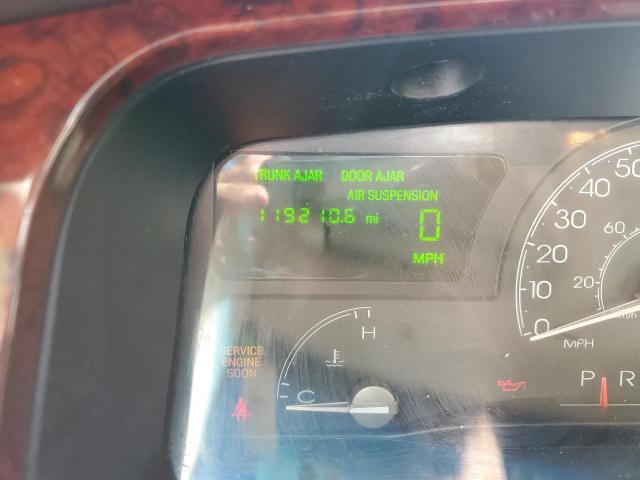 TRUNK AJAR DOOR AJAR
AIR SUSPENSION
119210.6 mi 0
MPH
50
40
30
20
10
0
60
20
km/h
MPH
H
SERVICE
ENGINE
SOON
C
P R